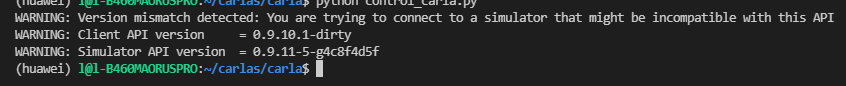 (huawei) l@l-B460MAORUSPRO:~/carlas/carla$ python control_carla.py
WARNING: Version mismatch detected: You are trying to connect to a simulator that might be incompatible with this API
WARNING: Client API version     = 0.9.10.1-dirty
WARNING: Simulator API version  = 0.9.11-5-g4c8f4d5f
(huawei) l@l-B460MAORUSPRO:~/carlas/carla$